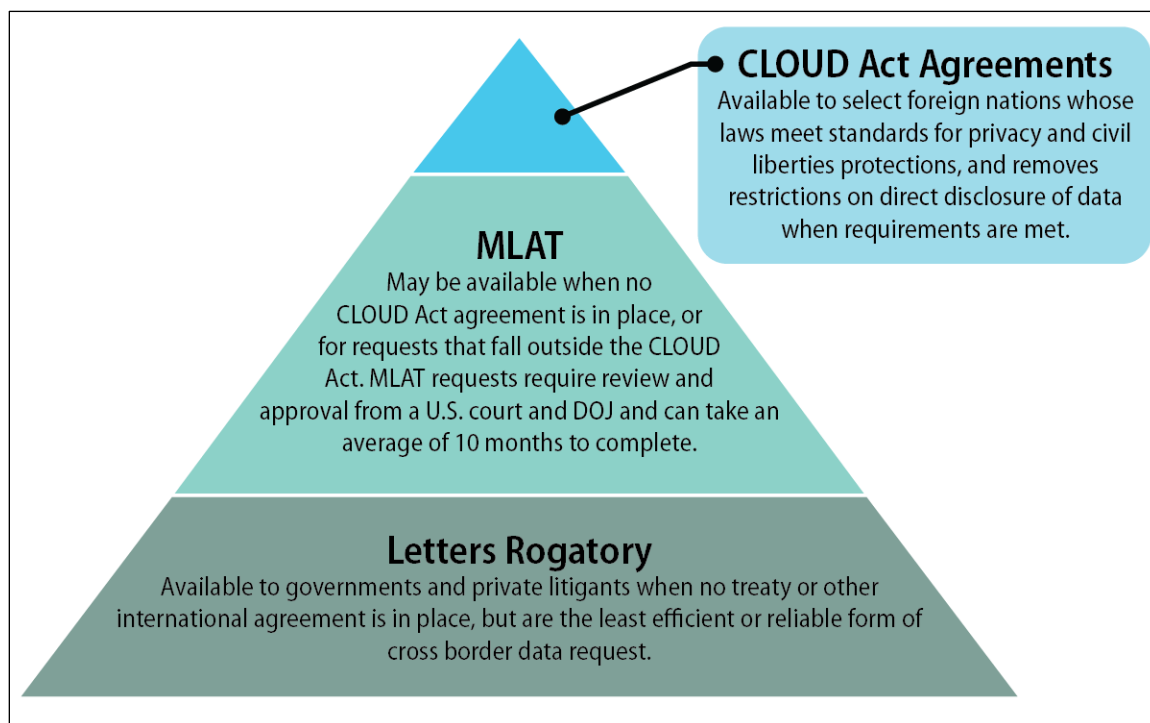 CLOUD Act Agreements
Available to select foreign nations whose
laws meet standards for privacy and civil
liberties protections, and removes
restrictions on direct disclosure of data
when requirements are met.
MLAT
May be available when no
CLOUD Act agreement is in place, or
for requests that fall outside the CLOUD
Act. MLAT requests require review and
approval from a U.S. court and DOJ and can take an
average of 10 months to complete.
Letters Rogatory
Available to governments and private litigants when no treaty or other
international agreement is in place, but are the least efficient or reliable form of
cross border data request.